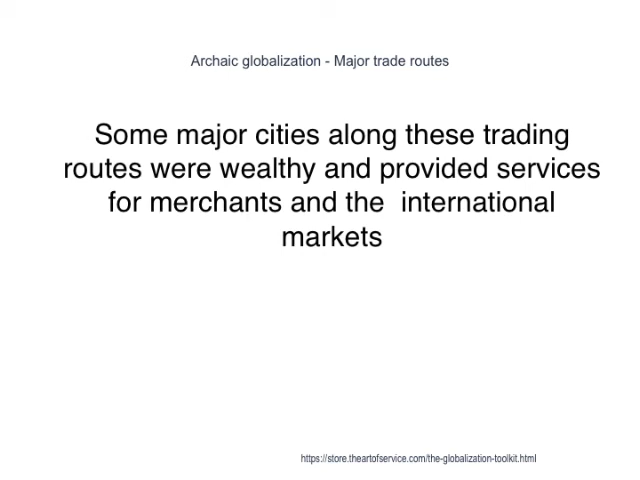 Archaic globalization - Major trade routes
Some major cities along these trading
routes were wealthy and provided services
for merchants and the  international
markets
https://store.theartofservice.com/the-globalization-toolkit.html